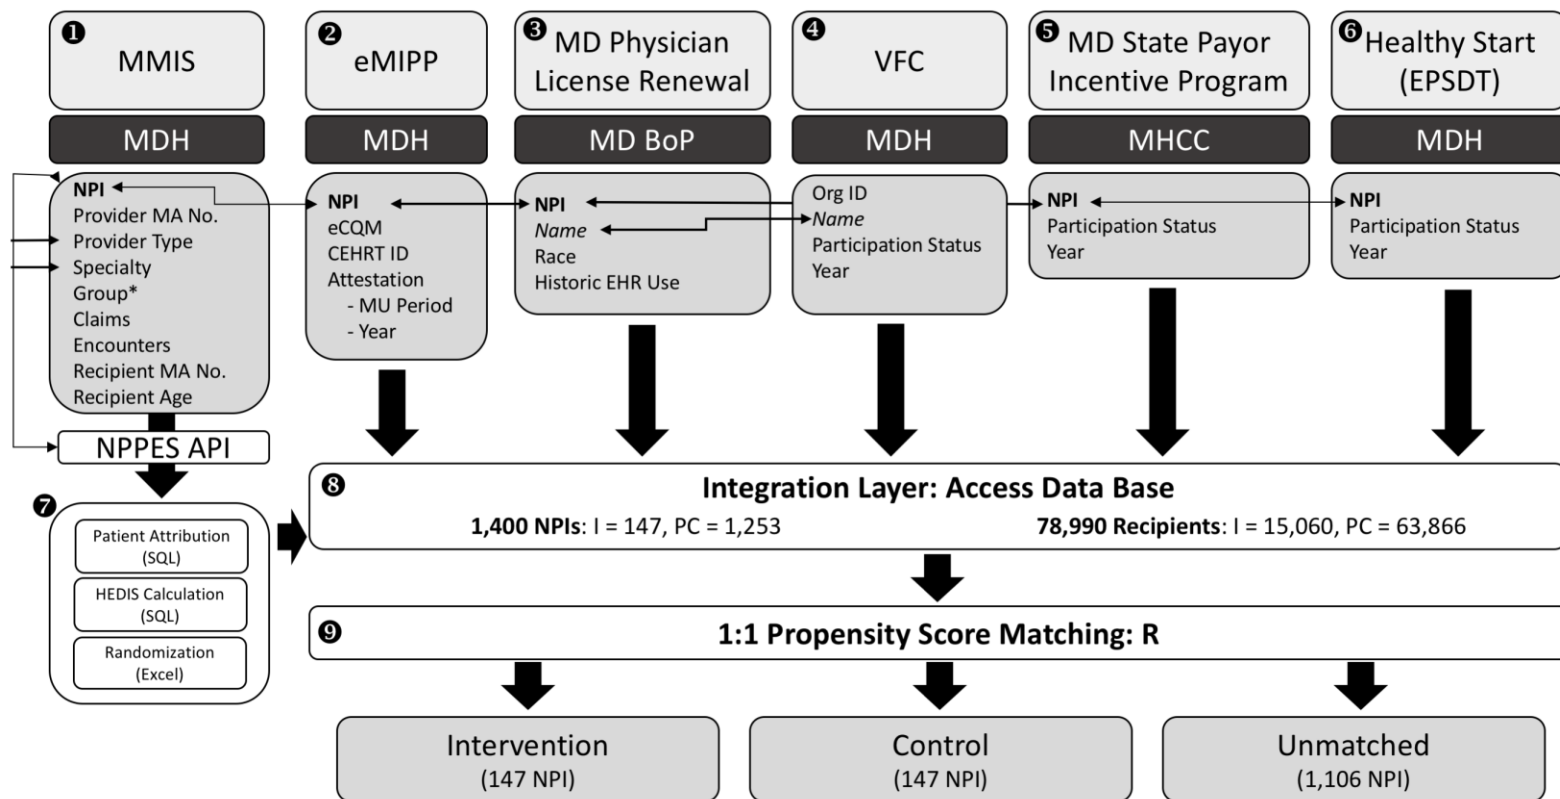 ❶
MMIS
MDH
NPI
Provider MA No.
Provider Type
Specialty
Group*
Claims
Encounters
Recipient MA No.
Recipient Age
NPPES API
❷
eMIPP
MDH
NPI
eCQM
CEHRT ID
Attestation
- MU Period
- Year
❸
MD Physician
License Renewal
MD BoP
NPI
Name
Race
Historic EHR Use
❹
VFC
MDH
Org ID
Name
Participation Status
Year
❺
MD State Payor
Incentive Program
MHCC
NPI
Participation Status
Year
❻
Healthy Start
(EPSDT)
MDH
NPI
Participation Status
Year
❼
Patient Attribution
(SQL)
HEDIS Calculation
(SQL)
Randomization
(Excel)
❽
Integration Layer: Access Data Base
1,400 NPIs: I = 147, PC = 1,253
78,990 Recipients: I = 15,060, PC = 63,866
❾
1:1 Propensity Score Matching: R
Intervention
(147 NPI)
Control
(147 NPI)
Unmatched
(1,106 NPI)